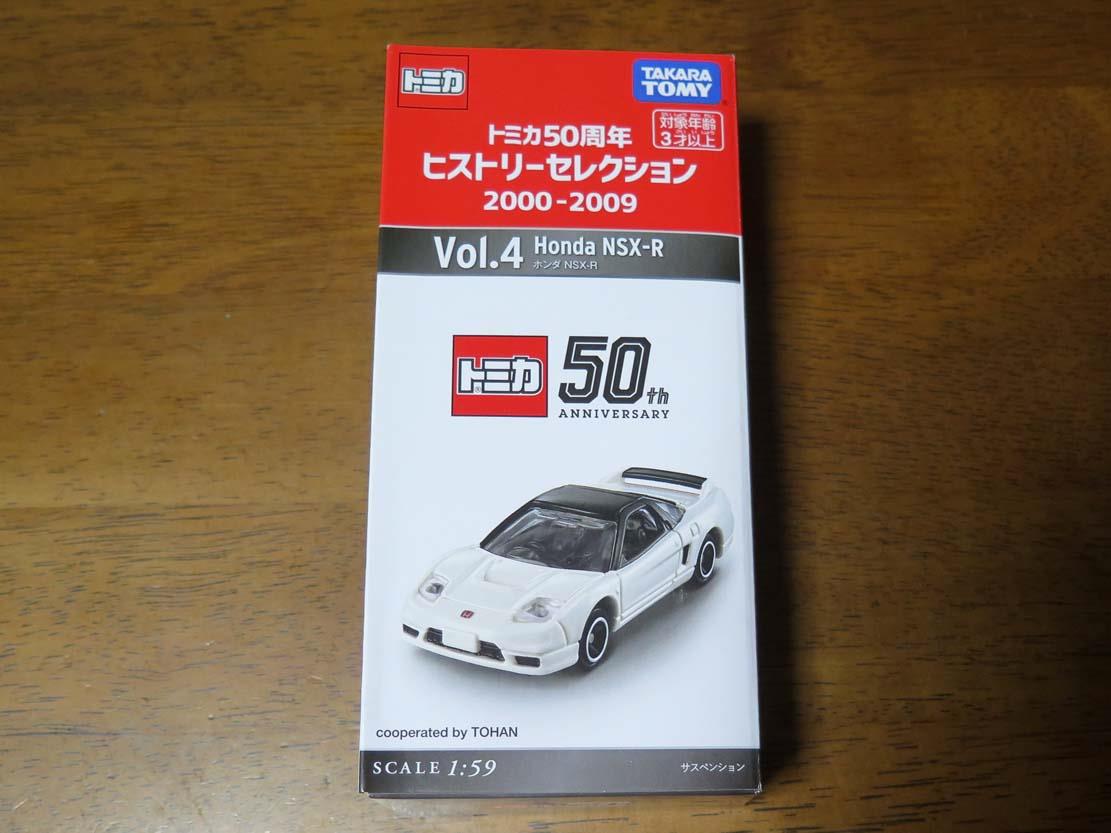 トミカ
TAKARA
TOMY
対象年齢
3才以上
トミカ50周年
ヒストリーセレクション
2000-2009
Vol.4 Honda NSX-R
ホンダ NSX-R
トミカ 50th
ANNIVERSARY
cooperated by TOHAN
SCALE 1:59
サスペンション